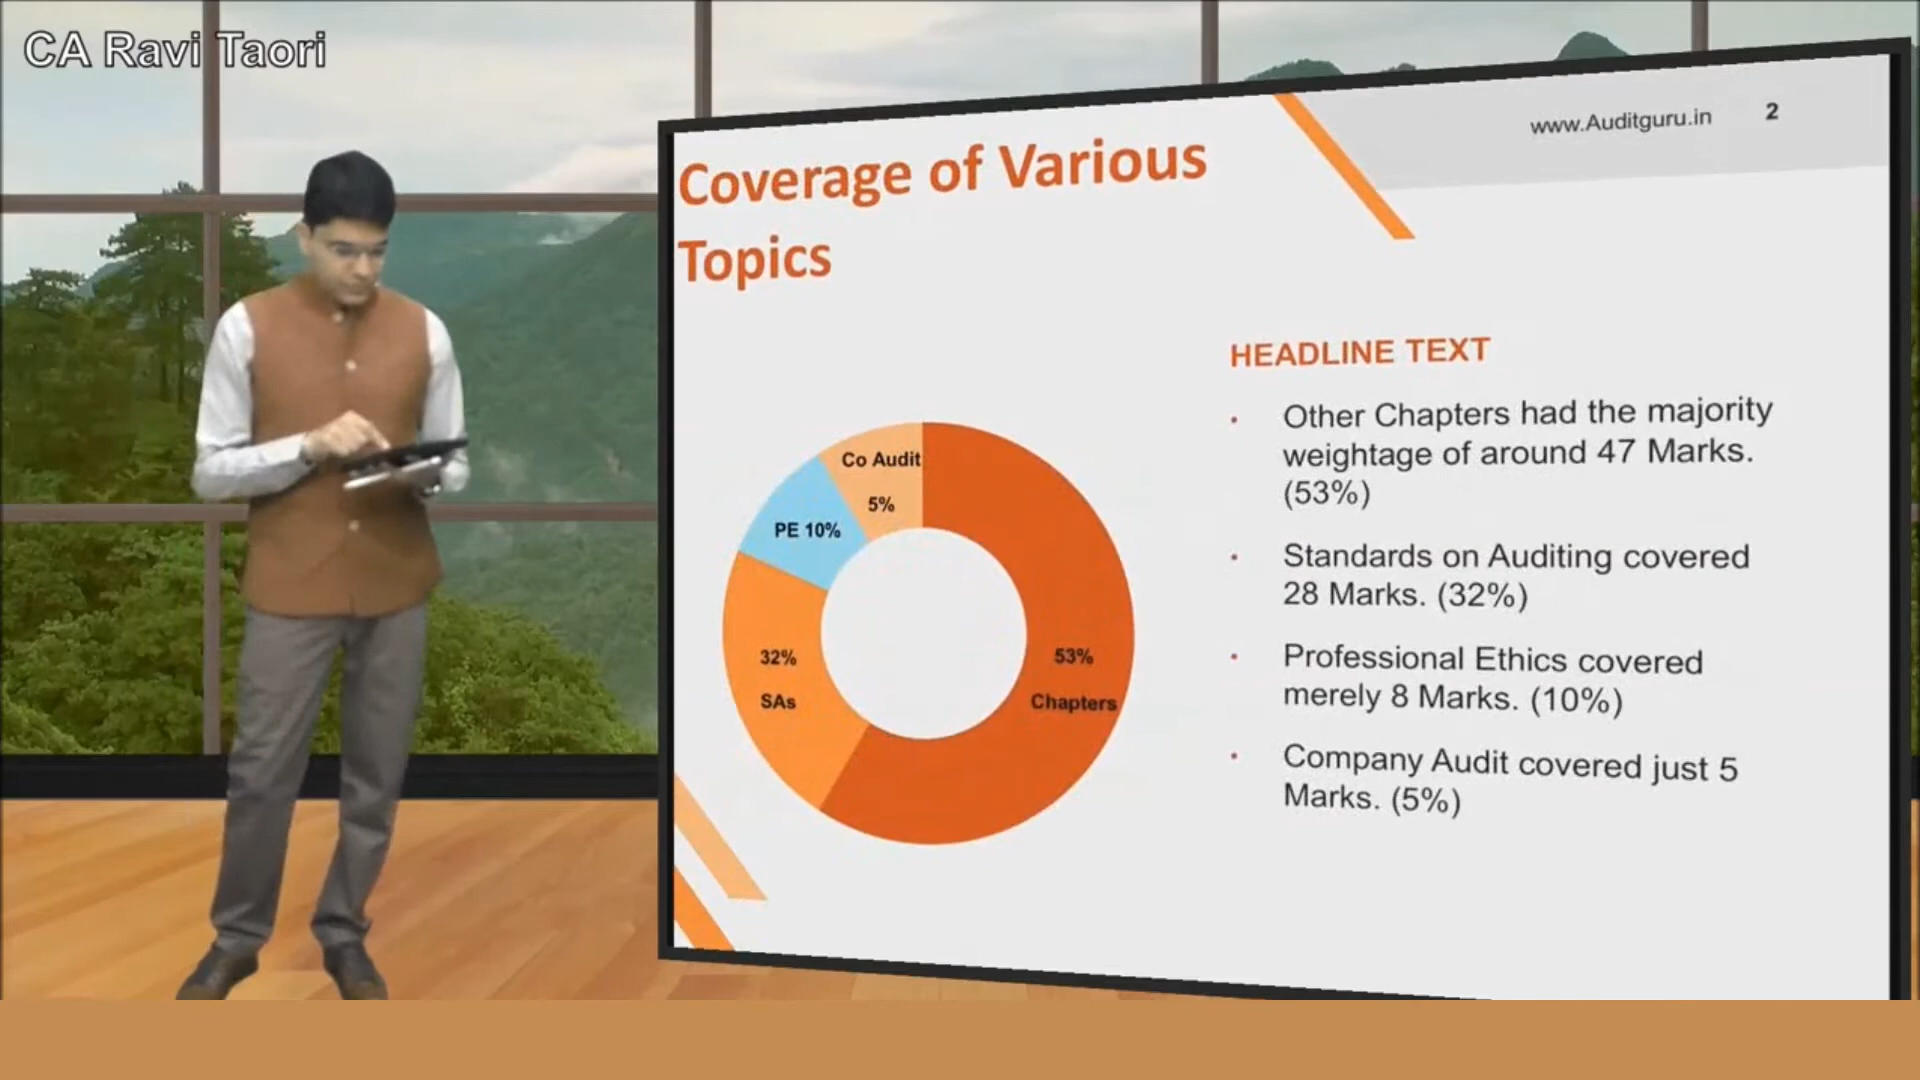 CA Ravi Taori
www.Auditguru.in 2
Coverage of Various
Topics
HEADLINE TEXT
• Other Chapters had the majority
weightage of around 47 Marks.
(53%)
• Standards on Auditing covered
28 Marks. (32%)
• Professional Ethics covered
merely 8 Marks. (10%)
• Company Audit covered just 5
Marks. (5%)
Co Audit
5%
PE 10%
32%
SAs
53%
Chapters